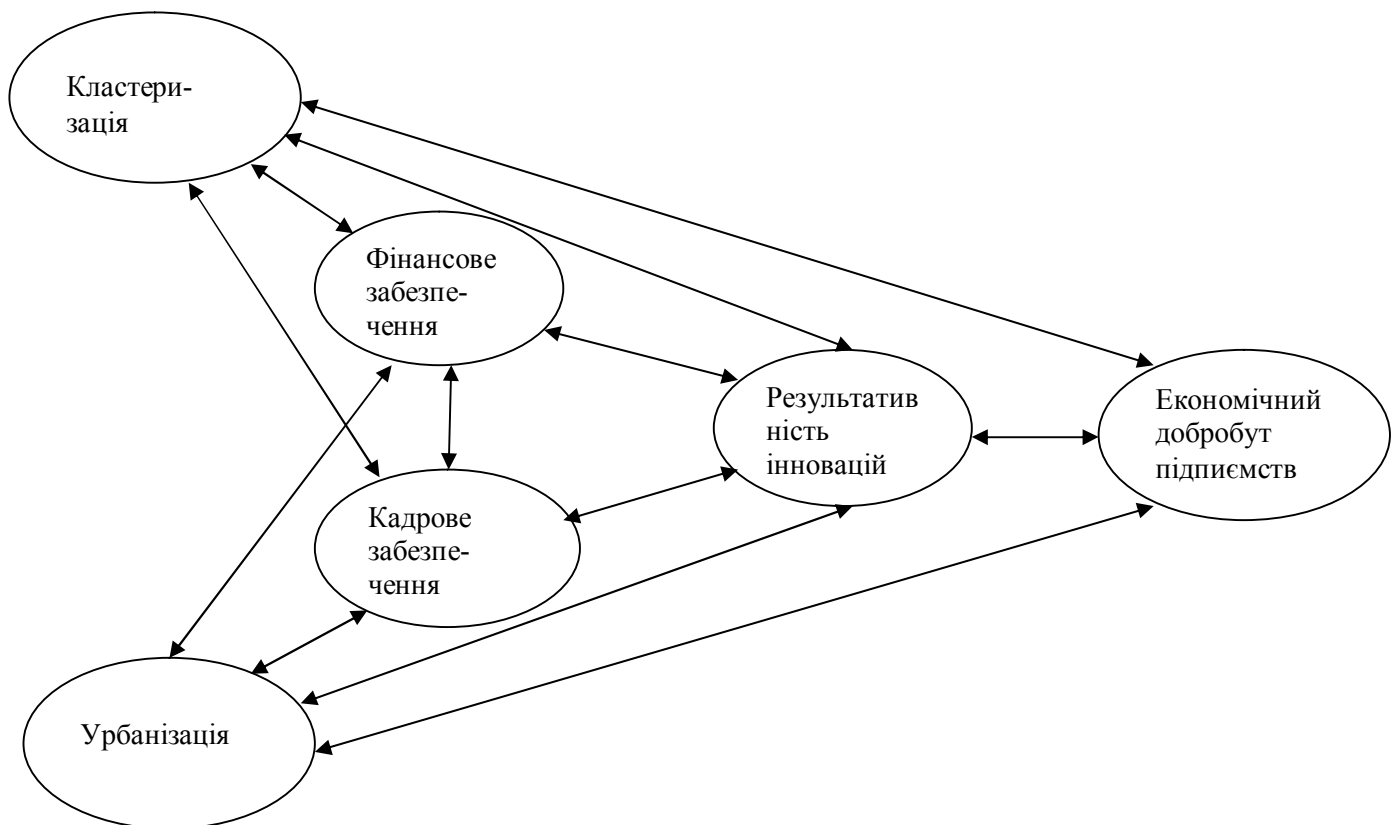 Кластери-
зація
Фінансове
забезпе-
чення
Результатив
ність
інновацій
Економічний
добробут
підпиємств
Кадрове
забезпе-
чення
Урбанізація